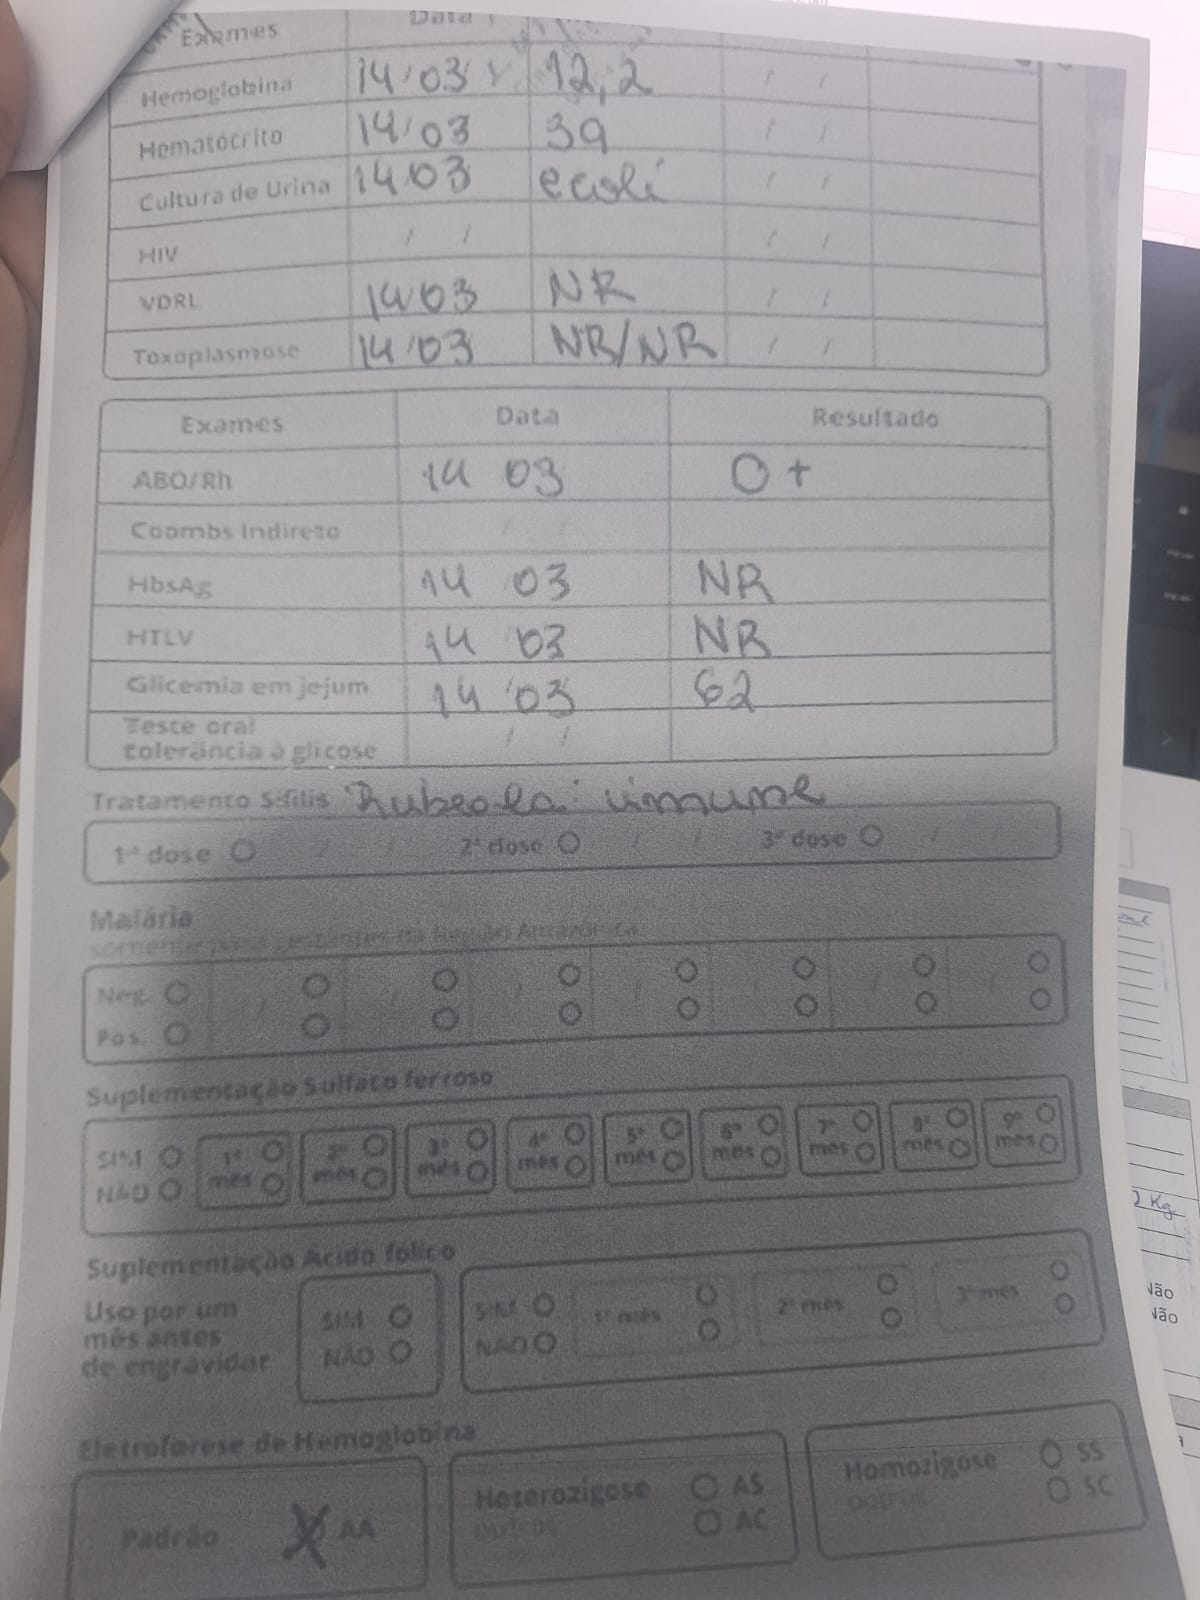 Exames Data
Hemoglobina 14/03 12,2 / /
Hematócrito 14/03 39 / /
Cultura de Urina 14/03 ecoli / /
HIV / / / /
VDRL 14/03 NR / /
Toxoplasmose 14/03 NR/NR / /
Exames Data Resultado
ABO/Rh 14 03 O+
Coombs Indireto / /
HbsAg 14 03 NR
HTLV 14 03 NR
Glicemia em jejum 14 03 62
Teste oral
tolerância à glicose / /
Tratamento Sífilis Rubeola: imune
1ª dose 2ª dose 3ª dose
Malária
Neg.
Pos.
Suplementação Sulfato ferroso
SIM 1º 2º 3º 4º 5º 6º 7º 8º 9º
NÃO mês mês mês mês mês mês mês mês mês
Suplementação Ácido fólico
Uso por um
mês antes
de engravidar
SIM
NÃO
SIM
NÃO
1º mês 2º mês 3º mês
Eletroforese de Hemoglobina
Padrão X AA
Heterozigose AS
outros AC
Homozigose SS
outros SC
Kg
Não
Não